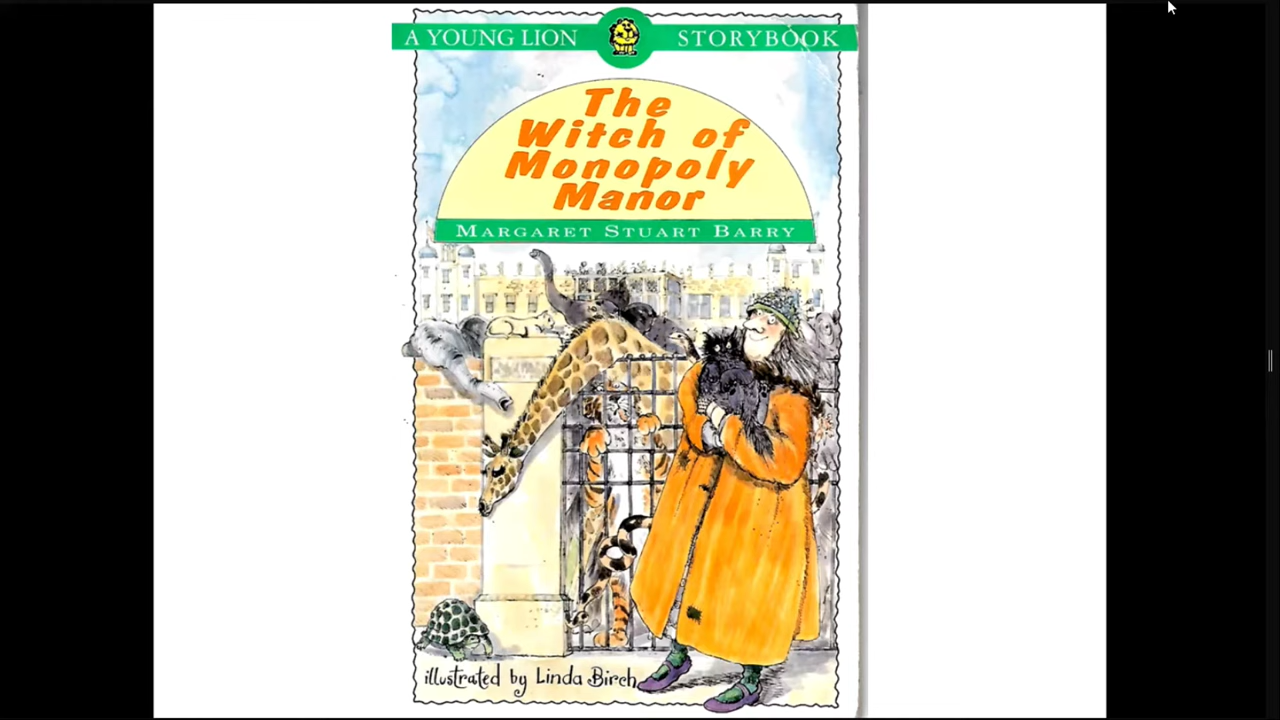 A YOUNG LION STORYBOOK
The
Witch of
Monopoly
Manor
MARGARET STUART BARRY
illustrated by Linda Birch